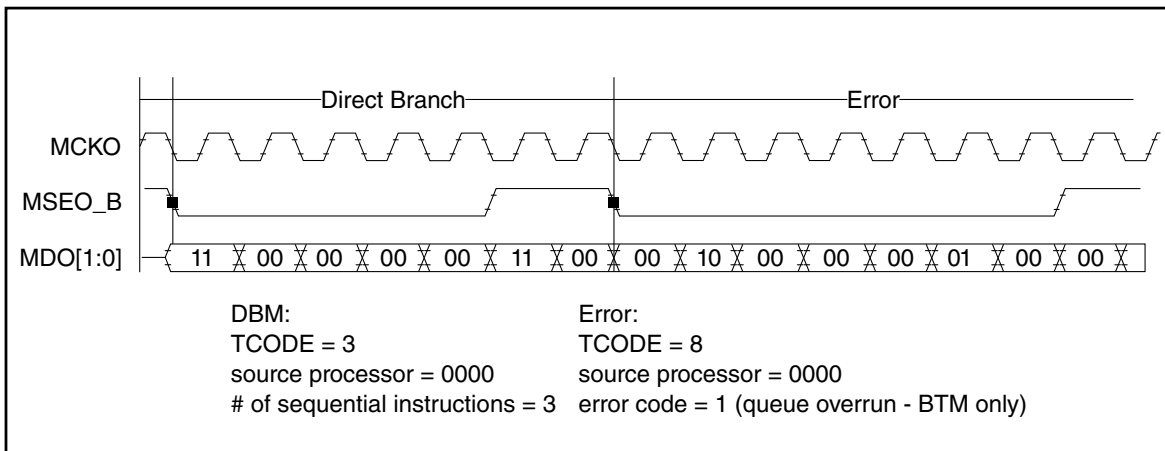 Direct Branch Error
MCKO
MSEO_B
MDO[1:0] 11 00 00 00 00 11 00 00 10 00 00 00 01 00 00
DBM: Error:
TCODE = 3 TCODE = 8
source processor = 0000 source processor = 0000
# of sequential instructions = 3 error code = 1 (queue overrun - BTM only)